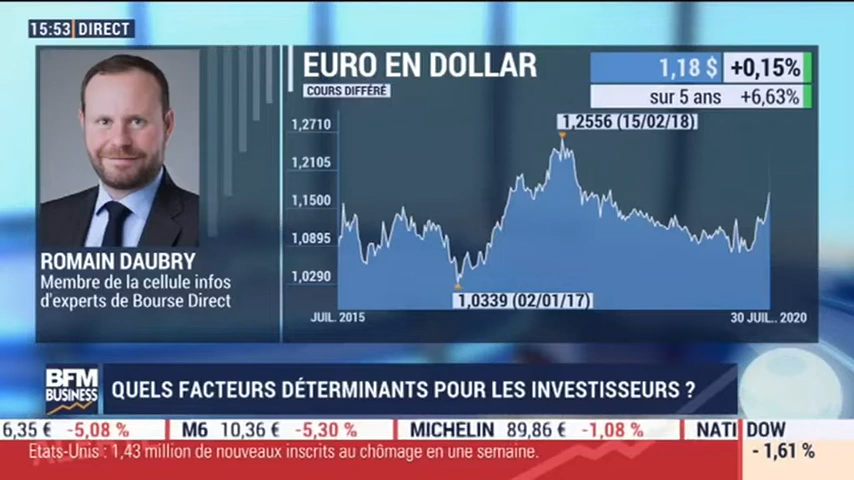 15:53 DIRECT
EURO EN DOLLAR
COURS DIFFÉRÉ
1,18 $ +0,15%
sur 5 ans +6,63%
1,2556 (15/02/18)
1,2710
1,2105
1,1500
1,0895
1,0290
1,0339 (02/01/17)
JUIL. 2015
30 JUIL.. 2020
ROMAIN DAUBRY
Membre de la cellule infos
d'experts de Bourse Direct
BFM
BUSINESS
QUELS FACTEURS DÉTERMINANTS POUR LES INVESTISSEURS ?
6,35 € -5,08 % M6 10,36 € -5,30 % MICHELIN 89,86 € -1,08 % NATI
DOW
- 1,61 %
Etats-Unis : 1,43 million de nouveaux inscrits au chômage en une semaine.